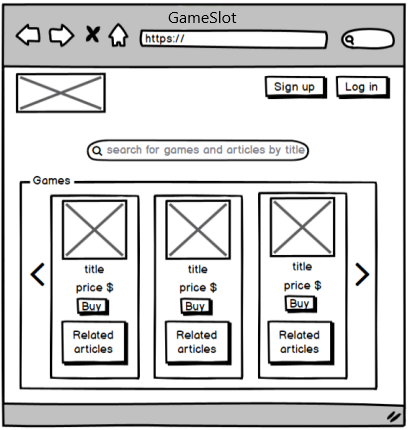 GameSlot
https://
Sign up
Log in
search for games and articles by title
Games
title
price $
Buy
Related
articles
title
price $
Buy
Related
articles
title
price $
Buy
Related
articles